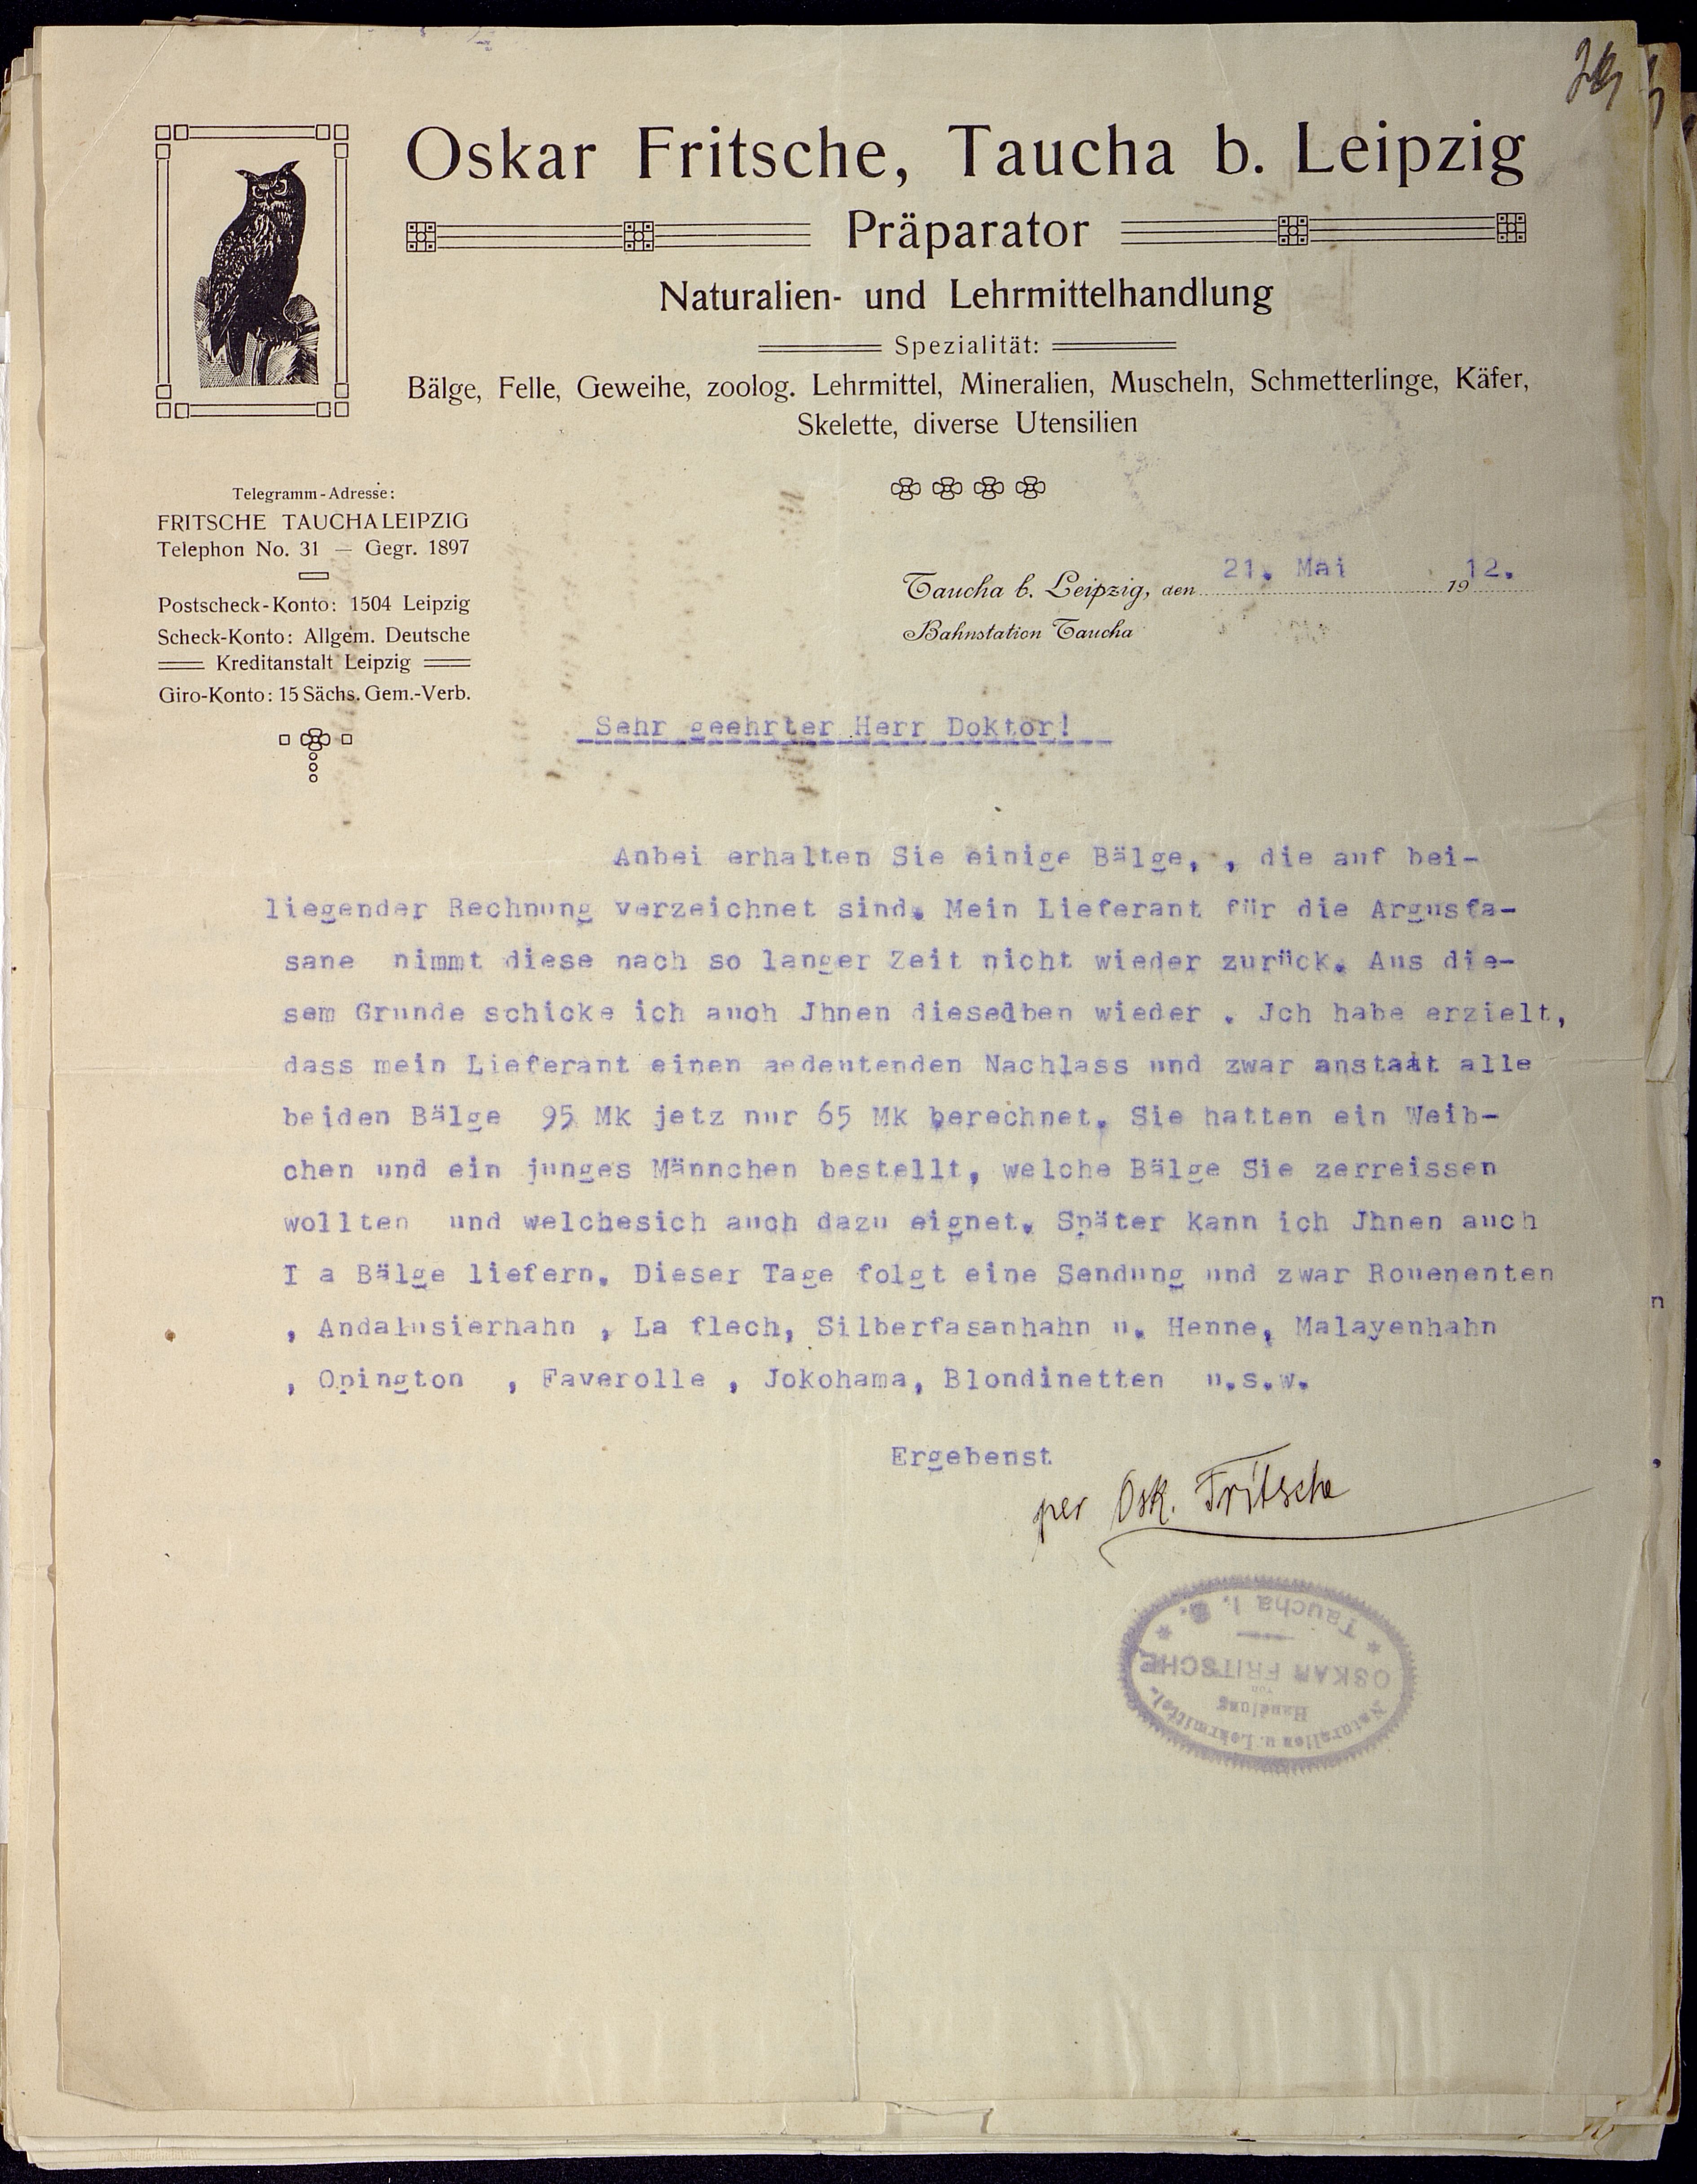 Oskar Fritsche, Taucha b. Leipzig
Präparator
Naturalien- und Lehrmittelhandlung
Spezialität:
Bälge, Felle, Geweihe, zoolog. Lehrmittel, Mineralien, Muscheln, Schmetterlinge, Käfer,
Skelette, diverse Utensilien
Telegramm-Adresse:
FRITSCHE TAUCHALEIPZIG
Telephon No. 31 — Gegr. 1897
Postscheck-Konto: 1504 Leipzig
Scheck-Konto: Allgem. Deutsche
Kreditanstalt Leipzig
Giro-Konto: 15 Sächs. Gem.-Verb.
Taucha b. Leipzig, den 21. Mai 1912.
Bahnstation Taucha
Sehr geehrter Herr Doktor!
Anbei erhalten Sie einige Bälge, , die auf bei-
liegender Rechnung verzeichnet sind. Mein Lieferant für die Argusfa-
sane nimmt diese nach so langer Zeit nicht wieder zurück. Aus die-
sem Grunde schicke ich auch Jhnen dieselben wieder . Jch habe erzielt,
dass mein Lieferant einen aedeutenden Nachlass und zwar anstatt alle
beiden Bälge 95 Mk jetz nur 65 Mk berechnet. Sie hatten ein Weib-
chen und ein junges Männchen bestellt, welche Bälge Sie zerreissen
wollten und welchesich auch dazu eignet. Später kann ich Jhnen auch
I a Bälge liefern. Dieser Tage folgt eine Sendung und zwar Rouenenten
, Andalusierhahn , La flech, Silberfasanhahn u. Henne, Malayenhahn
, Opington , Faverolle , Jokohama, Blondinetten u.s.w.
Ergebenst
per Osk. Fritsche
Naturalien u. Lehrmittel-
Handlung
von
OSKAR FRITSCHE
* Taucha i. S. *